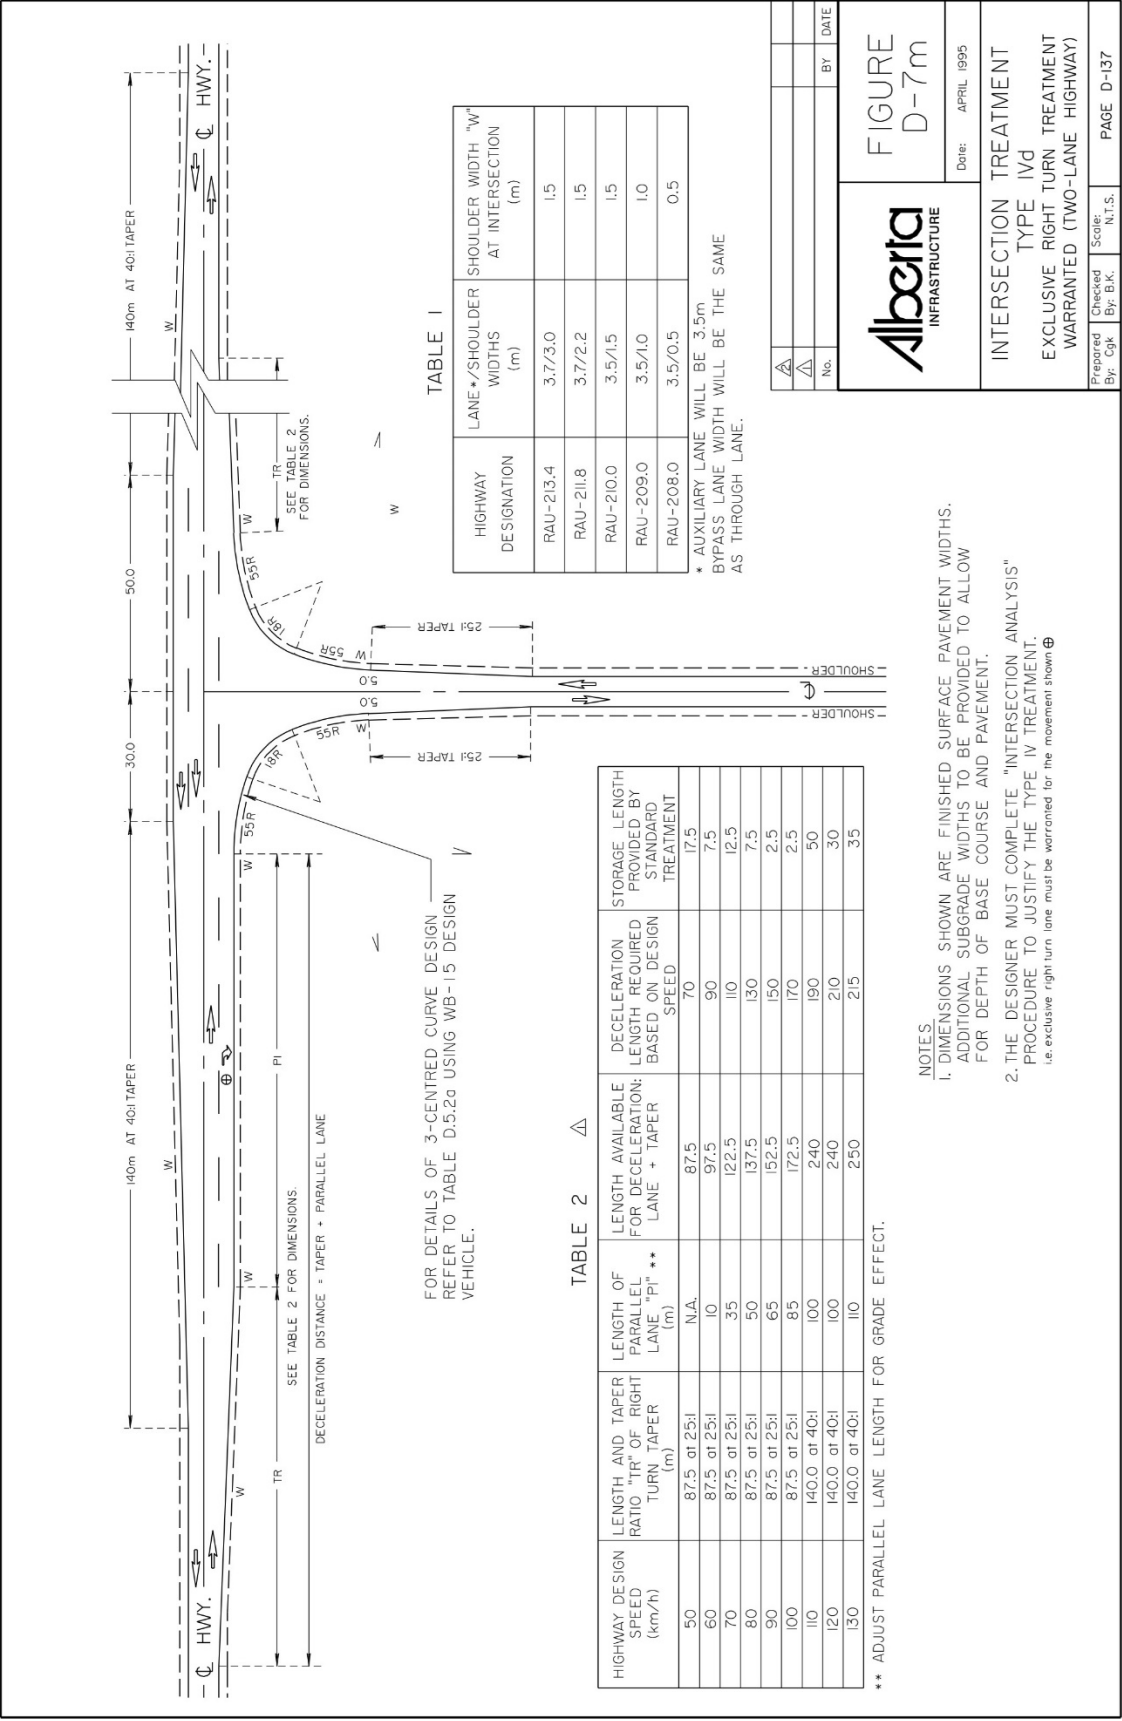 140m AT 40:1 TAPER
30.0
50.0
140m AT 40:1 TAPER
W
W
℄ HWY.
℄ HWY.
TR
W
W
⊕
P1
W
55R
18R
55R
W
5.0
5.0
W
55R
18R
55R
W
TR
SEE TABLE 2
FOR DIMENSIONS.
SEE TABLE 2 FOR DIMENSIONS.
DECELERATION DISTANCE = TAPER + PARALLEL LANE
25:1 TAPER
25:1 TAPER
SHOULDER
SHOULDER
℄
W
FOR DETAILS OF 3-CENTRED CURVE DESIGN
REFER TO TABLE D.5.2a USING WB-15 DESIGN
VEHICLE.
TABLE 1
HIGHWAY DESIGNATION | LANE*/SHOULDER WIDTHS (m) | SHOULDER WIDTH "W" AT INTERSECTION (m)
RAU-213.4 | 3.7/3.0 | 1.5
RAU-211.8 | 3.7/2.2 | 1.5
RAU-210.0 | 3.5/1.5 | 1.5
RAU-209.0 | 3.5/1.0 | 1.0
RAU-208.0 | 3.5/0.5 | 0.5
* AUXILIARY LANE WILL BE 3.5m
BYPASS LANE WIDTH WILL BE THE SAME
AS THROUGH LANE.
TABLE 2 △1
HIGHWAY DESIGN SPEED (km/h) | LENGTH AND TAPER RATIO "TR" OF RIGHT TURN TAPER (m) | LENGTH OF PARALLEL LANE "P1" ** (m) | LENGTH AVAILABLE FOR DECELERATION: LANE + TAPER | DECELERATION LENGTH REQUIRED BASED ON DESIGN SPEED | STORAGE LENGTH PROVIDED BY STANDARD TREATMENT
50 | 87.5 at 25:1 | N.A. | 87.5 | 70 | 17.5
60 | 87.5 at 25:1 | 10 | 97.5 | 90 | 7.5
70 | 87.5 at 25:1 | 35 | 122.5 | 110 | 12.5
80 | 87.5 at 25:1 | 50 | 137.5 | 130 | 7.5
90 | 87.5 at 25:1 | 65 | 152.5 | 150 | 2.5
100 | 87.5 at 25:1 | 85 | 172.5 | 170 | 2.5
110 | 140.0 at 40:1 | 100 | 240 | 190 | 50
120 | 140.0 at 40:1 | 100 | 240 | 210 | 30
130 | 140.0 at 40:1 | 110 | 250 | 215 | 35
** ADJUST PARALLEL LANE LENGTH FOR GRADE EFFECT.
NOTES
1. DIMENSIONS SHOWN ARE FINISHED SURFACE PAVEMENT WIDTHS.
ADDITIONAL SUBGRADE WIDTHS TO BE PROVIDED TO ALLOW
FOR DEPTH OF BASE COURSE AND PAVEMENT.
2. THE DESIGNER MUST COMPLETE "INTERSECTION ANALYSIS"
PROCEDURE TO JUSTIFY THE TYPE IV TREATMENT.
i.e. exclusive right turn lane must be warranted for the movement shown ⊕
2
1
No. BY DATE
Alberta
INFRASTRUCTURE
FIGURE
D-7m
Date: APRIL 1995
INTERSECTION TREATMENT
TYPE IVd
EXCLUSIVE RIGHT TURN TREATMENT
WARRANTED (TWO-LANE HIGHWAY)
Prepared By: Cgk
Checked By: B.K.
Scale: N.T.S.
PAGE D-137